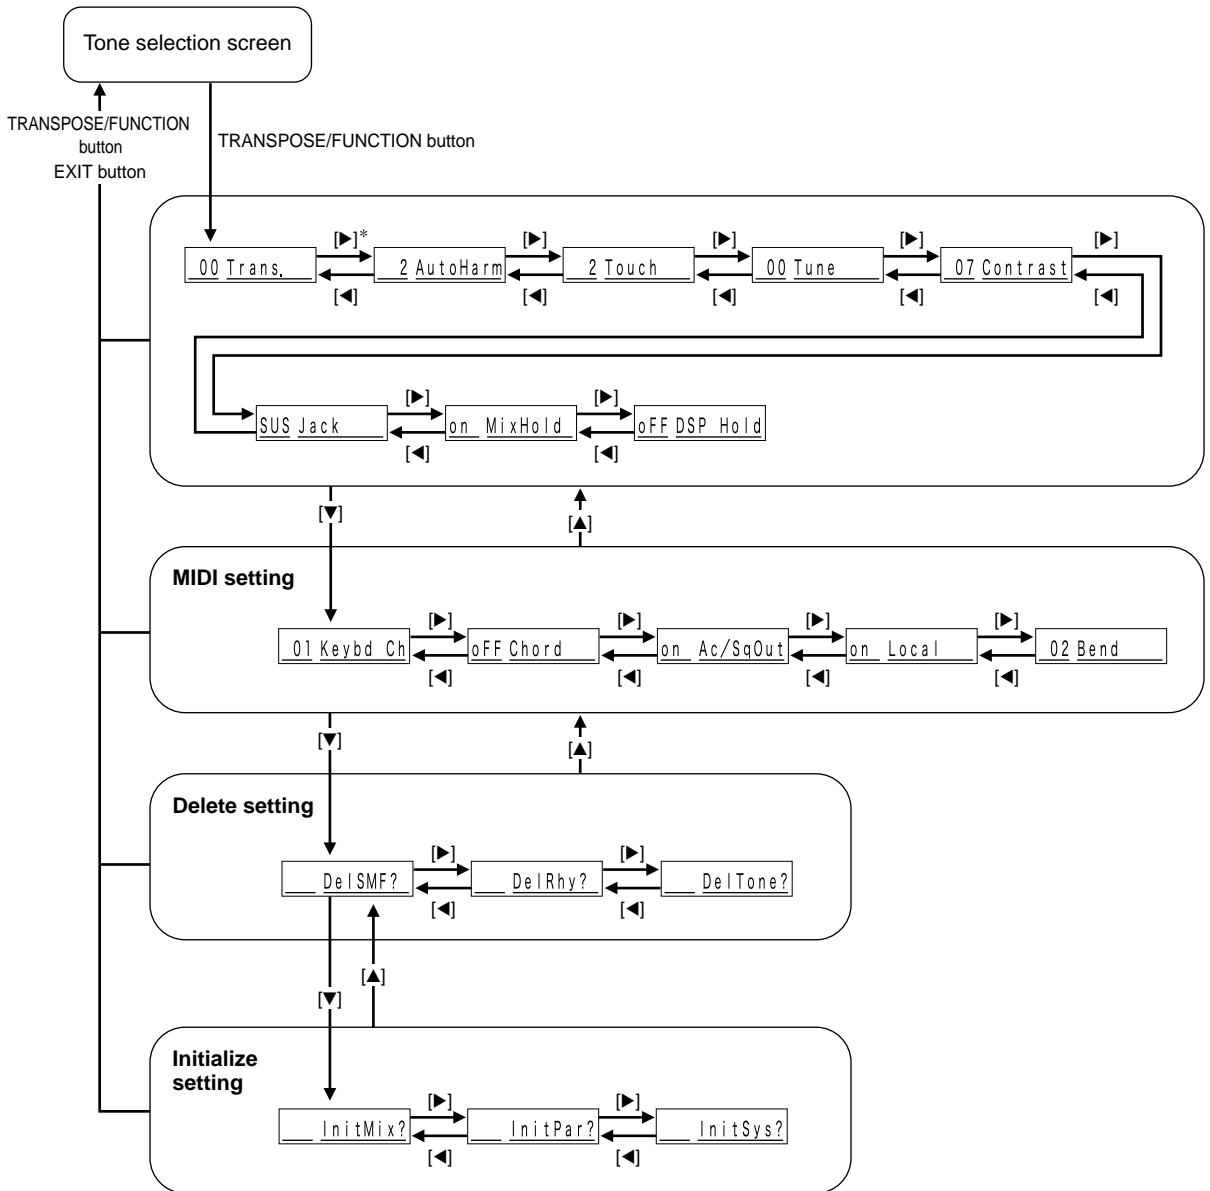 Tone selection screen
TRANSPOSE/FUNCTION
button
EXIT button
TRANSPOSE/FUNCTION button
[▶]* [▶] [▶] [▶] [▶]
00 Trans. 2 AutoHarm 2 Touch 00 Tune 07 Contrast
[◀] [◀] [◀] [◀] [◀]
[▶] [▶]
SUS Jack on MixHold oFF DSP Hold
[◀] [◀]
[▼] [▲]
MIDI setting
[▶] [▶] [▶] [▶]
01 Keybd Ch oFF Chord on Ac/SqOut on Local 02 Bend
[◀] [◀] [◀] [◀]
[▼] [▲]
Delete setting
[▶] [▶]
DelSMF? DelRhy? DelTone?
[◀] [◀]
[▼] [▲]
Initialize
setting
[▶] [▶]
InitMix? InitPar? InitSys?
[◀] [◀]